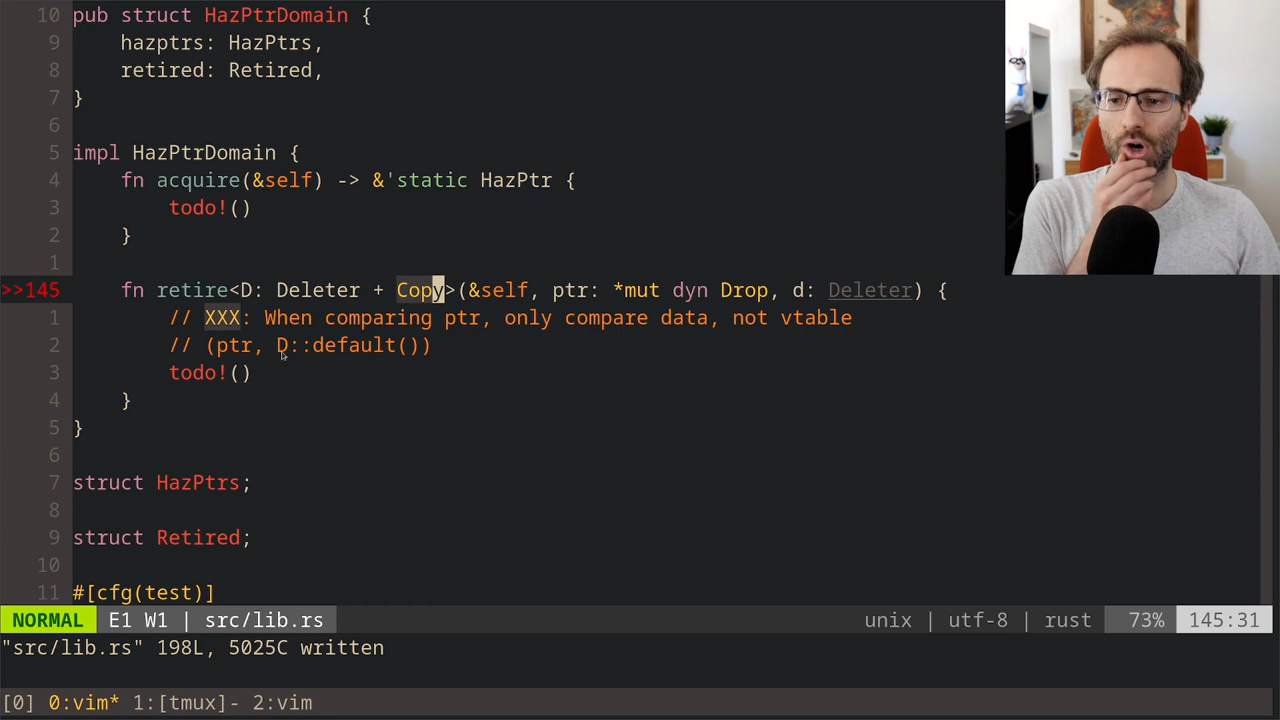 10 pub struct HazPtrDomain {
9 hazptrs: HazPtrs,
8 retired: Retired,
7 }
6
5 impl HazPtrDomain {
4 fn acquire(&self) -> &'static HazPtr {
3 todo!()
2 }
1
>>145 fn retire<D: Deleter + Copy>(&self, ptr: *mut dyn Drop, d: Deleter) {
1 // XXX: When comparing ptr, only compare data, not vtable
2 // (ptr, D::default())
3 todo!()
4 }
5 }
6
7 struct HazPtrs;
8
9 struct Retired;
10
11 #[cfg(test)]
NORMAL E1 W1 | src/lib.rs unix | utf-8 | rust 73% 145:31
"src/lib.rs" 198L, 5025C written
[0] 0:vim* 1:[tmux]- 2:vim